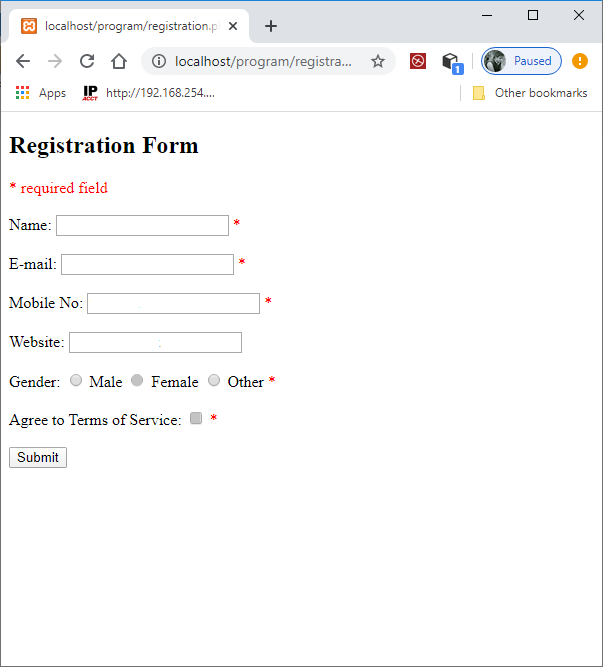 localhost/program/registration.p
localhost/program/registra...
Paused
1
Apps
IP
ACCT
http://192.168.254....
Other bookmarks
Registration Form
* required field
Name: *
E-mail: *
Mobile No: *
Website:
Gender: Male Female Other *
Agree to Terms of Service: *
Submit